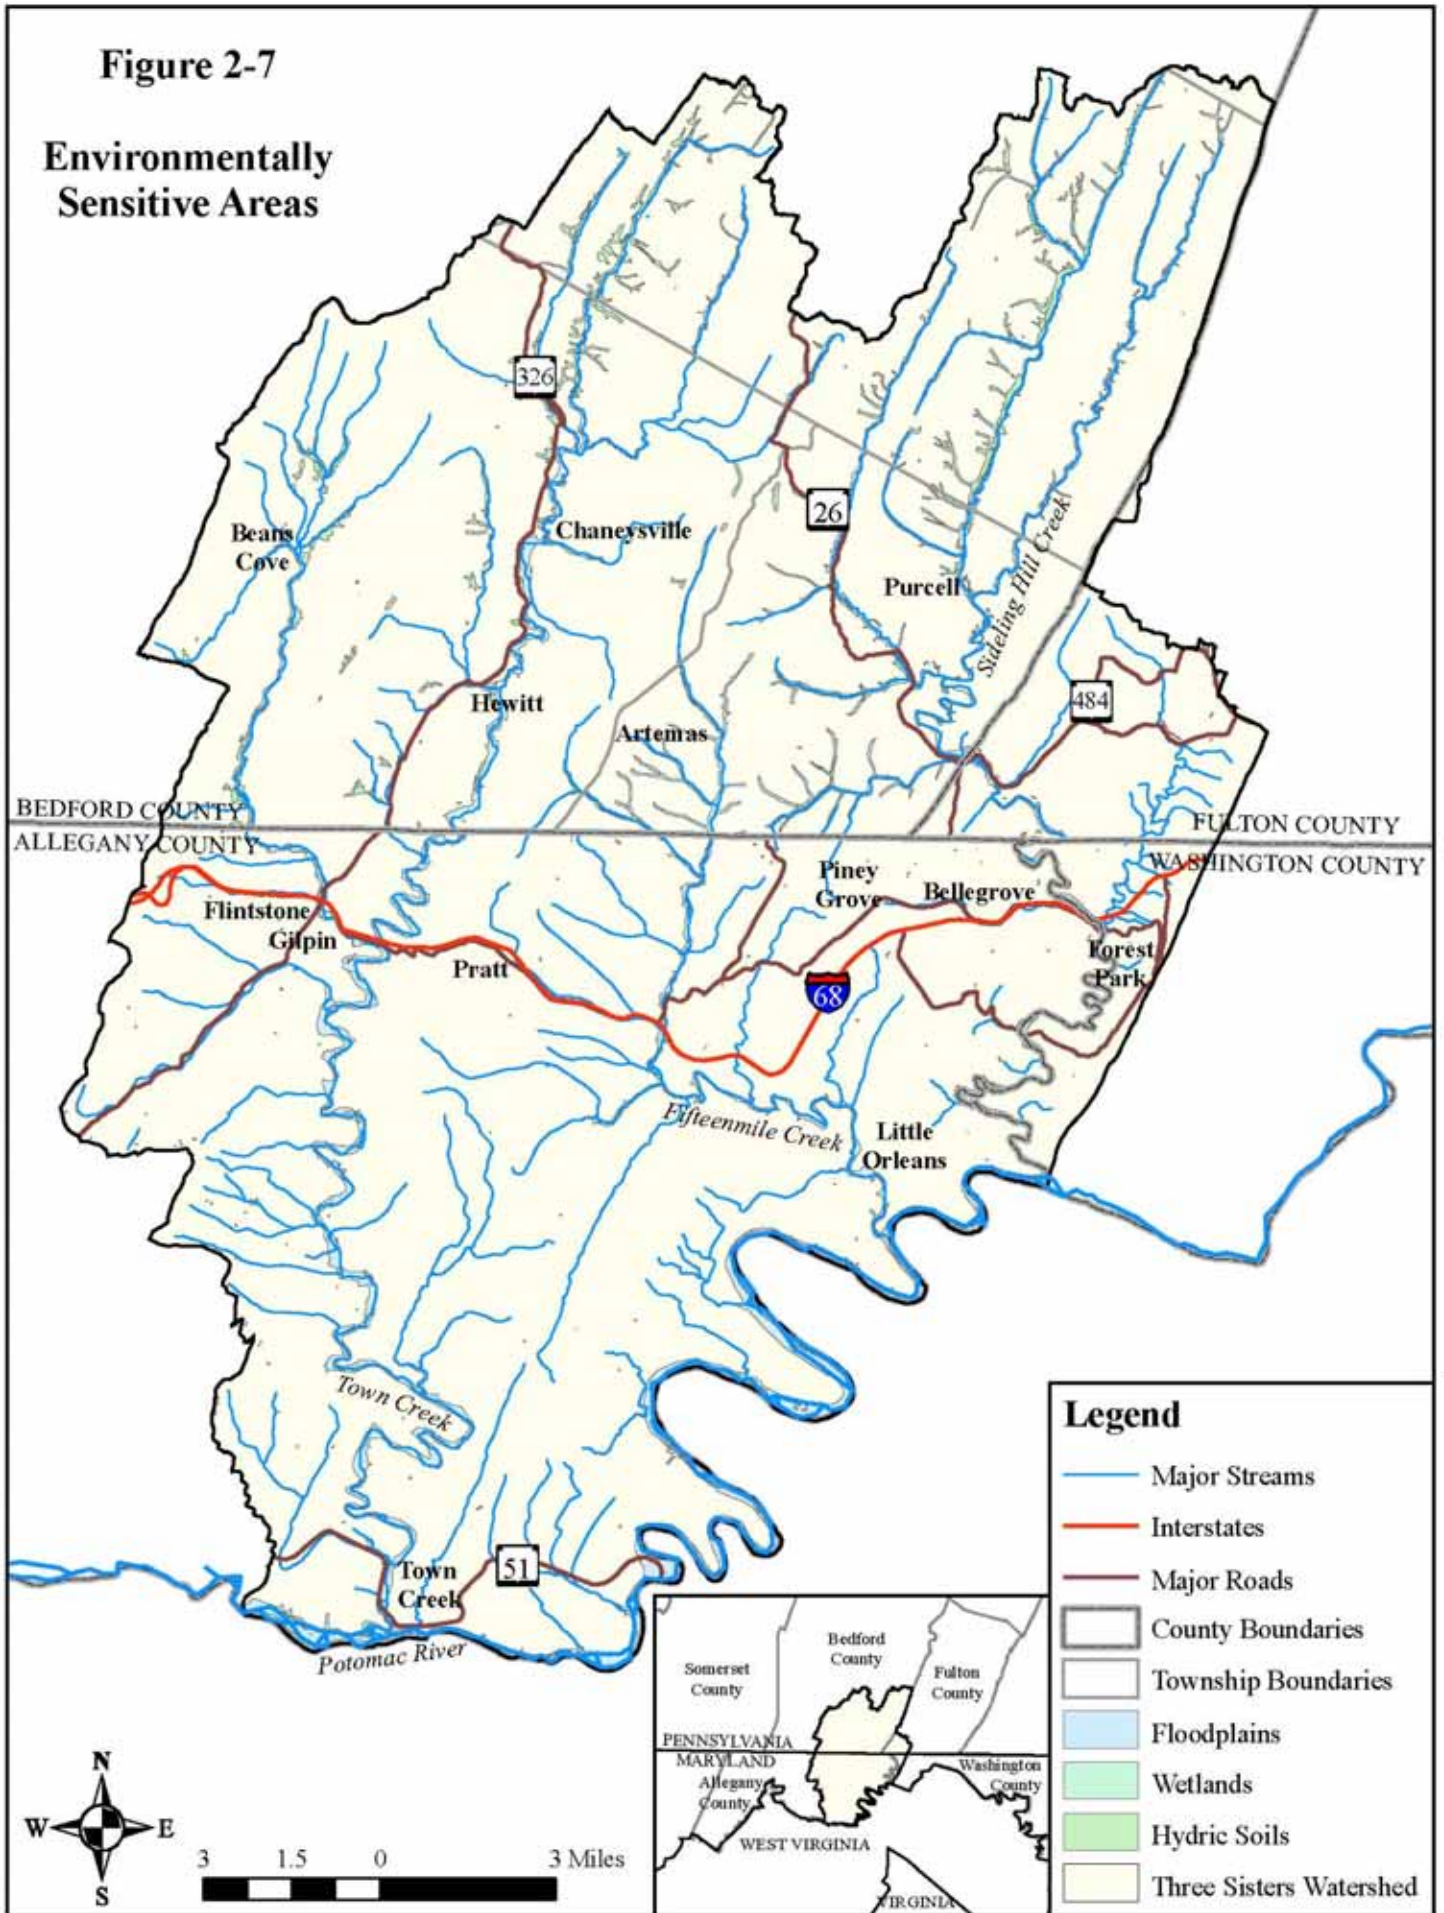 Figure 2-7
Environmentally
Sensitive Areas
326
Beans
Cove
Chaneysville
26
Purcell
Sideling Hill Creek
Hewitt
484
Artemas
BEDFORD COUNTY
ALLEGANY COUNTY
FULTON COUNTY
WASHINGTON COUNTY
Piney
Grove
Bellegrove
Flintstone
Gilpin
Pratt
Forest
Park
68
Fifteenmile Creek
Little
Orleans
Town Creek
51
Town
Creek
Potomac River
Legend
Major Streams
Interstates
Major Roads
County Boundaries
Township Boundaries
Floodplains
Wetlands
Hydric Soils
Three Sisters Watershed
Somerset
County
Bedford
County
Fulton
County
PENNSYLVANIA
MARYLAND
Allegany
County
Washington
County
WEST VIRGINIA
VIRGINIA
N
W
E
S
3 1.5 0 3 Miles